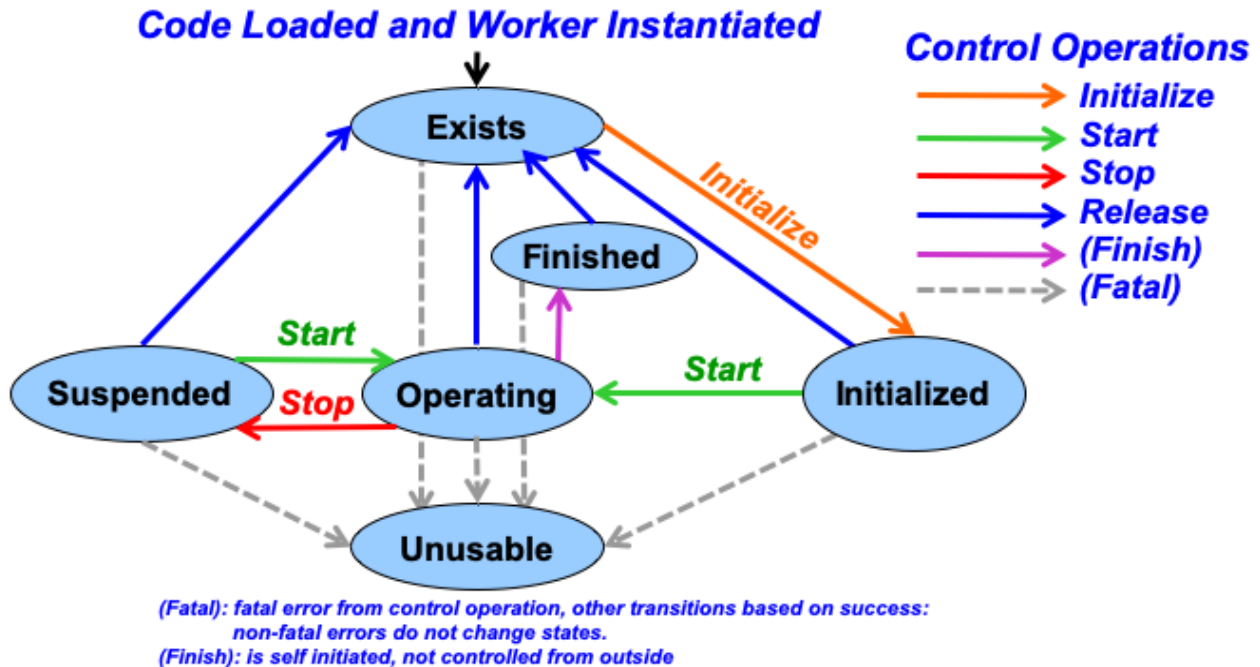 Code Loaded and Worker Instantiated
Control Operations
Initialize
Start
Stop
Release
(Finish)
(Fatal)
Exists
Initialize
Finished
Start
Start
Suspended
Stop
Operating
Initialized
Unusable
(Fatal): fatal error from control operation, other transitions based on success:
non-fatal errors do not change states.
(Finish): is self initiated, not controlled from outside